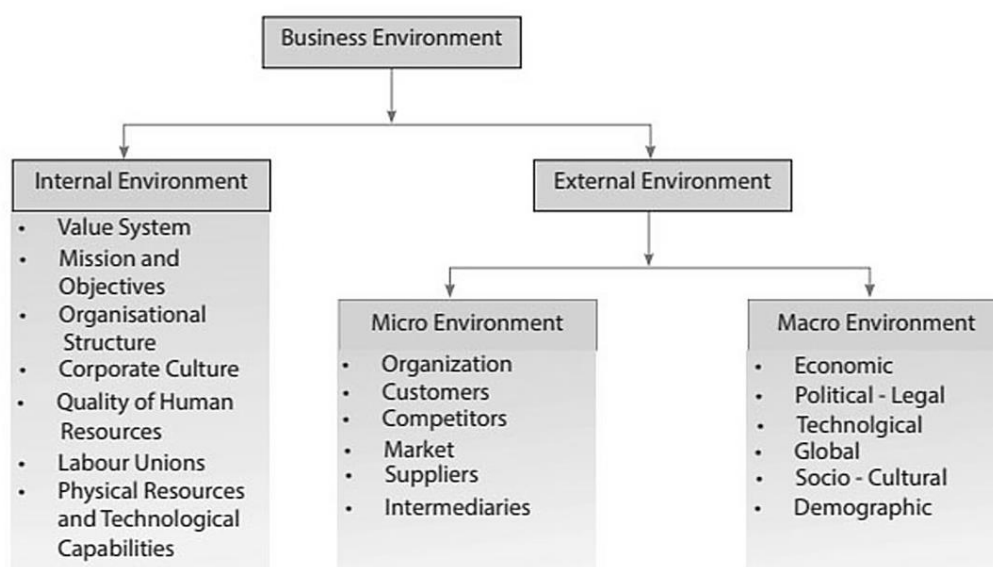 Business Environment
Internal Environment
• Value System
• Mission and
Objectives
• Organisational
Structure
• Corporate Culture
• Quality of Human
Resources
• Labour Unions
• Physical Resources
and Technological
Capabilities
External Environment
Micro Environment
• Organization
• Customers
• Competitors
• Market
• Suppliers
• Intermediaries
Macro Environment
• Economic
• Political - Legal
• Technolgical
• Global
• Socio - Cultural
• Demographic